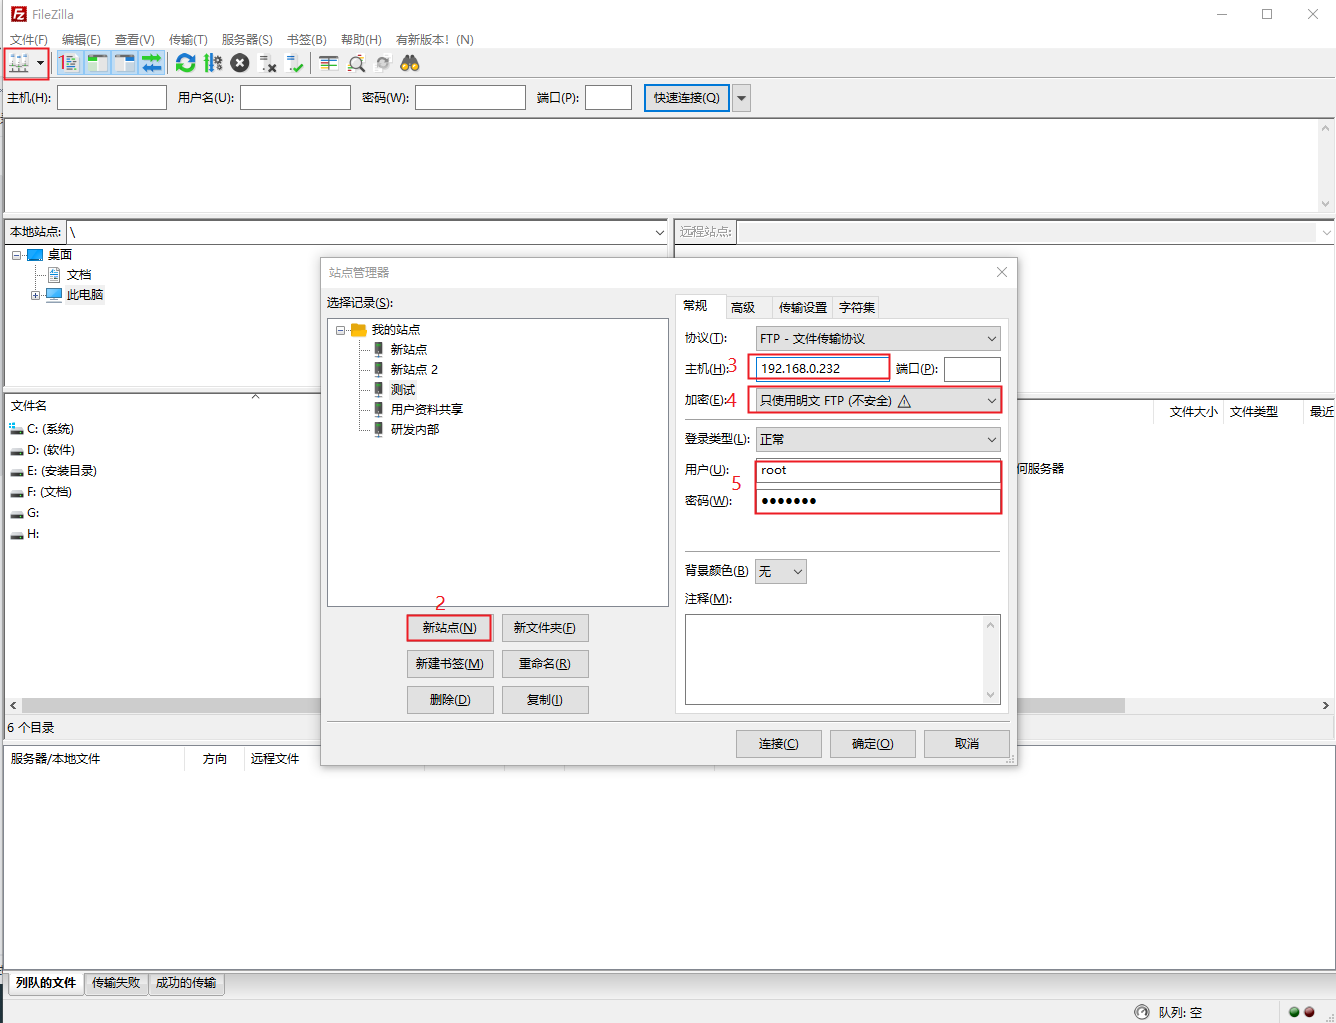 FileZilla
文件(F) 编辑(E) 查看(V) 传输(T) 服务器(S) 书签(B) 帮助(H) 有新版本！(N)
主机(H): 用户名(U): 密码(W): 端口(P): 快速连接(Q)
本地站点: \
远程站点:
桌面
文档
此电脑
文件名
C: (系统)
D: (软件)
E: (安装目录)
F: (文档)
G:
H:
6 个目录
文件大小 文件类型 最近
何服务器
站点管理器
选择记录(S):
我的站点
新站点
新站点 2
测试
用户资料共享
研发内部
2
新站点(N) 新文件夹(F)
新建书签(M) 重命名(R)
删除(D) 复制(I)
常规 高级 传输设置 字符集
协议(T): FTP - 文件传输协议
主机(H): 3 192.168.0.232 端口(P):
加密(E): 4 只使用明文 FTP (不安全)
登录类型(L): 正常
用户(U): root
5
密码(W): ●●●●●●●
背景颜色(B) 无
注释(M):
连接(C) 确定(O) 取消
服务器/本地文件 方向 远程文件
列队的文件 传输失败 成功的传输
队列: 空